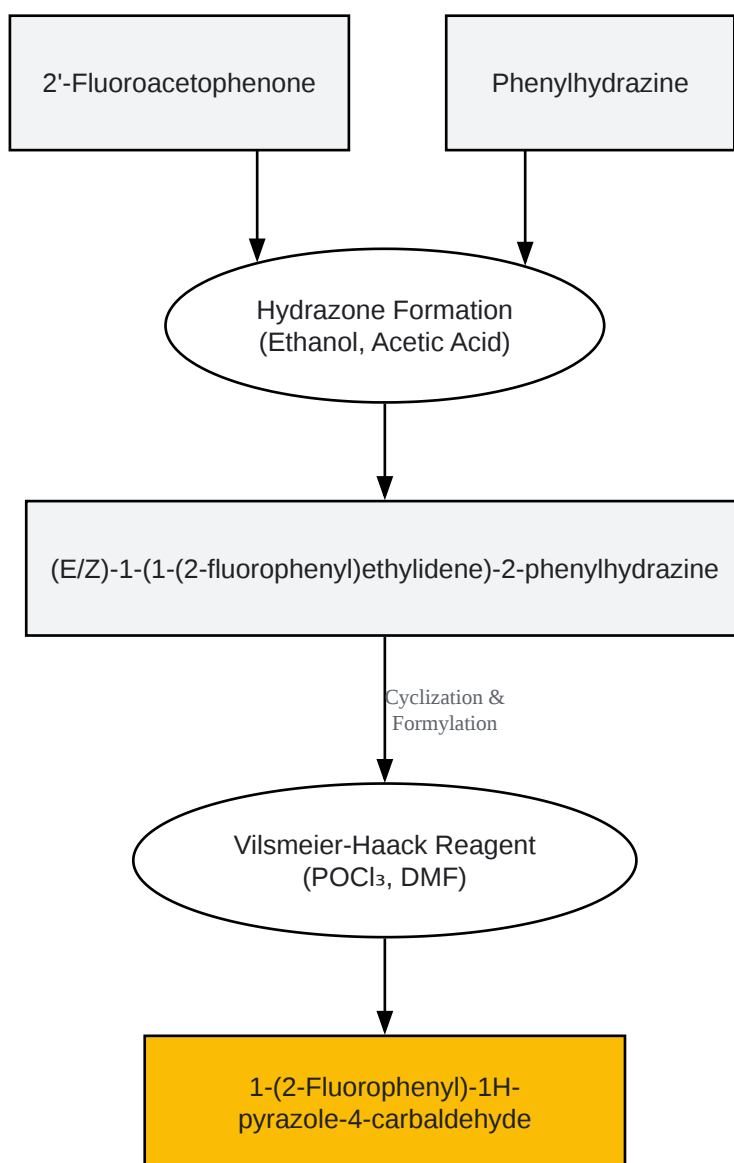 2'-Fluoroacetophenone
Phenylhydrazine
Hydrazone Formation
(Ethanol, Acetic Acid)
(E/Z)-1-(1-(2-fluorophenyl)ethylidene)-2-phenylhydrazine
Cyclization &
Formylation
Vilsmeier-Haack Reagent
(POCl₃, DMF)
1-(2-Fluorophenyl)-1H-
pyrazole-4-carbaldehyde